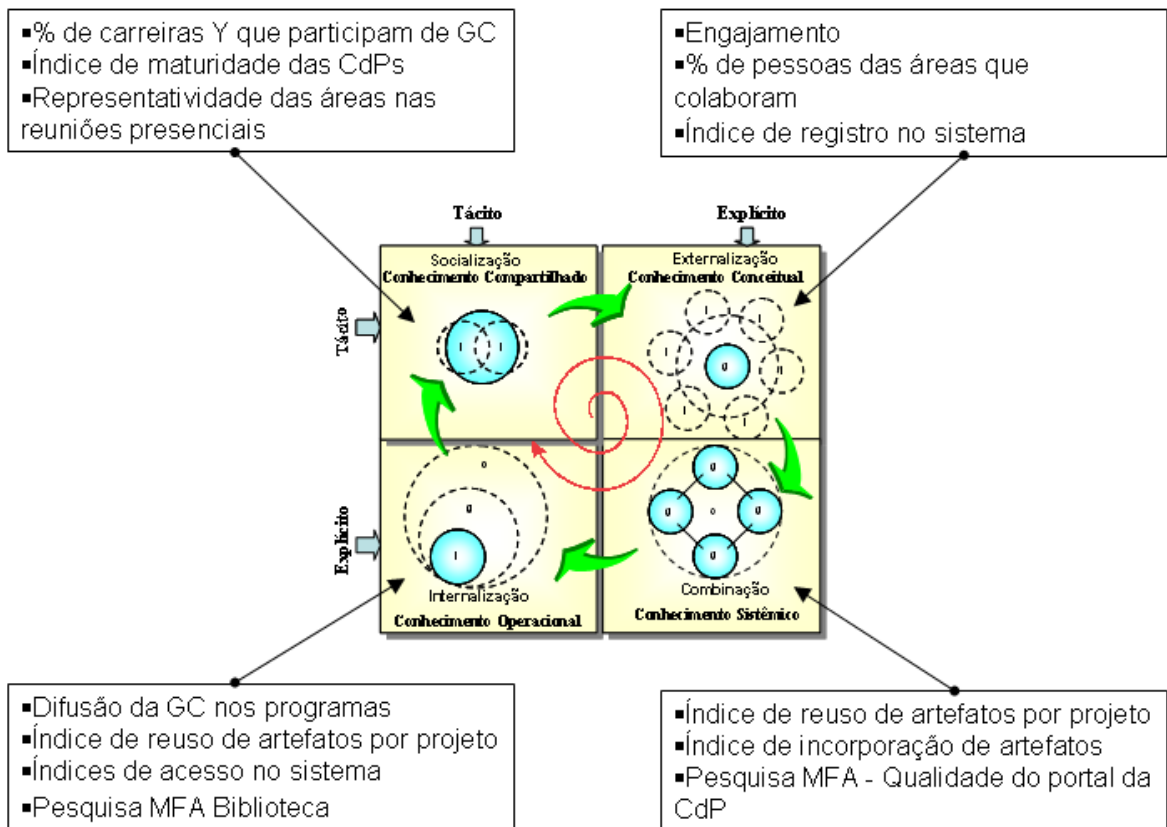 ▪% de carreiras Y que participam de GC
▪Índice de maturidade das CdPs
▪Representatividade das áreas nas
reuniões presenciais
▪Engajamento
▪% de pessoas das áreas que
colaboram
▪Índice de registro no sistema
Tácito
Explícito
Tácito
Socialização
Conhecimento Compartilhado
I
I
Externalização
Conhecimento Conceitual
I
I
I
I
I
I
g
Explícito
o
g
I
Internalização
Conhecimento Operacional
g
g
o
g
g
Combinação
Conhecimento Sistêmico
▪Difusão da GC nos programas
▪Índice de reuso de artefatos por projeto
▪Índices de acesso no sistema
▪Pesquisa MFA Biblioteca
▪Índice de reuso de artefatos por projeto
▪Índice de incorporação de artefatos
▪Pesquisa MFA - Qualidade do portal da
CdP